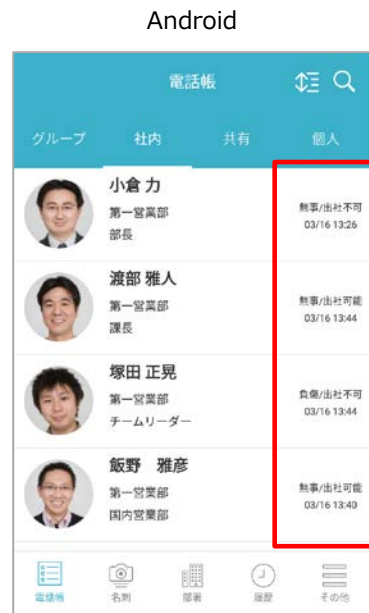 Android
電話帳
グループ 社内 共有 個人
小倉 力
第一営業部
部長
無事/出社不可
03/16 13:26
渡部 雅人
第一営業部
課長
無事/出社可能
03/16 13:44
塚田 正晃
第一営業部
チームリーダー
負傷/出社不可
03/16 13:44
飯野　雅彦
第一営業部
国内営業部
無事/出社可能
03/16 13:40
電話帳 名刺 部署 履歴 その他